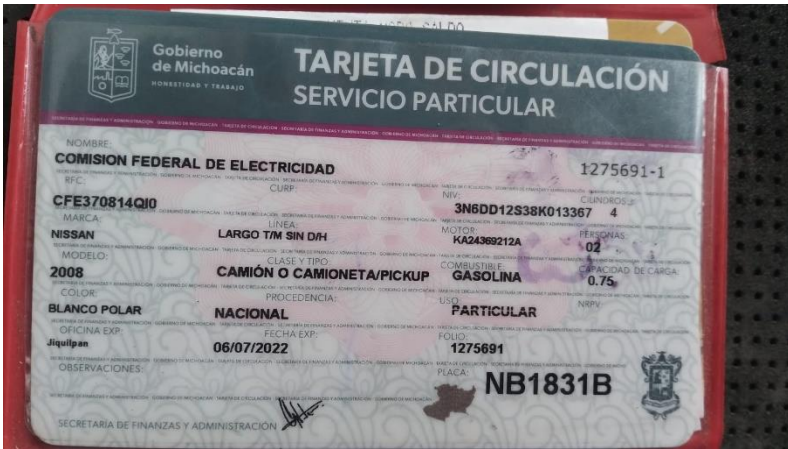 Gobierno
de Michoacán
HONESTIDAD Y TRABAJO
TARJETA DE CIRCULACIÓN
SERVICIO PARTICULAR
NOMBRE:
COMISION FEDERAL DE ELECTRICIDAD
1275691-1
RFC: CURP: NIV: CILINDROS:
CFE370814QI0 3N6DD12S38K013367 4
MARCA: LINEA: MOTOR: PERSONAS
NISSAN LARGO T/M SIN D/H KA24369212A 02
MODELO: CLASE Y TIPO: COMBUSTIBLE: CAPACIDAD DE CARGA:
2008 CAMIÓN O CAMIONETA/PICKUP GASOLINA 0.75
COLOR: PROCEDENCIA: USO: NRPV:
BLANCO POLAR NACIONAL PARTICULAR
OFICINA EXP: FECHA EXP: FOLIO:
Jiquilpan 06/07/2022 1275691
OBSERVACIONES: PLACA:
NB1831B
SECRETARÍA DE FINANZAS Y ADMINISTRACIÓN